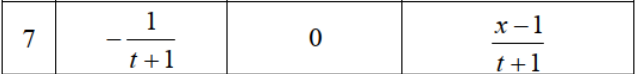 7 −1/(t+1) 0 (x−1)/(t+1)